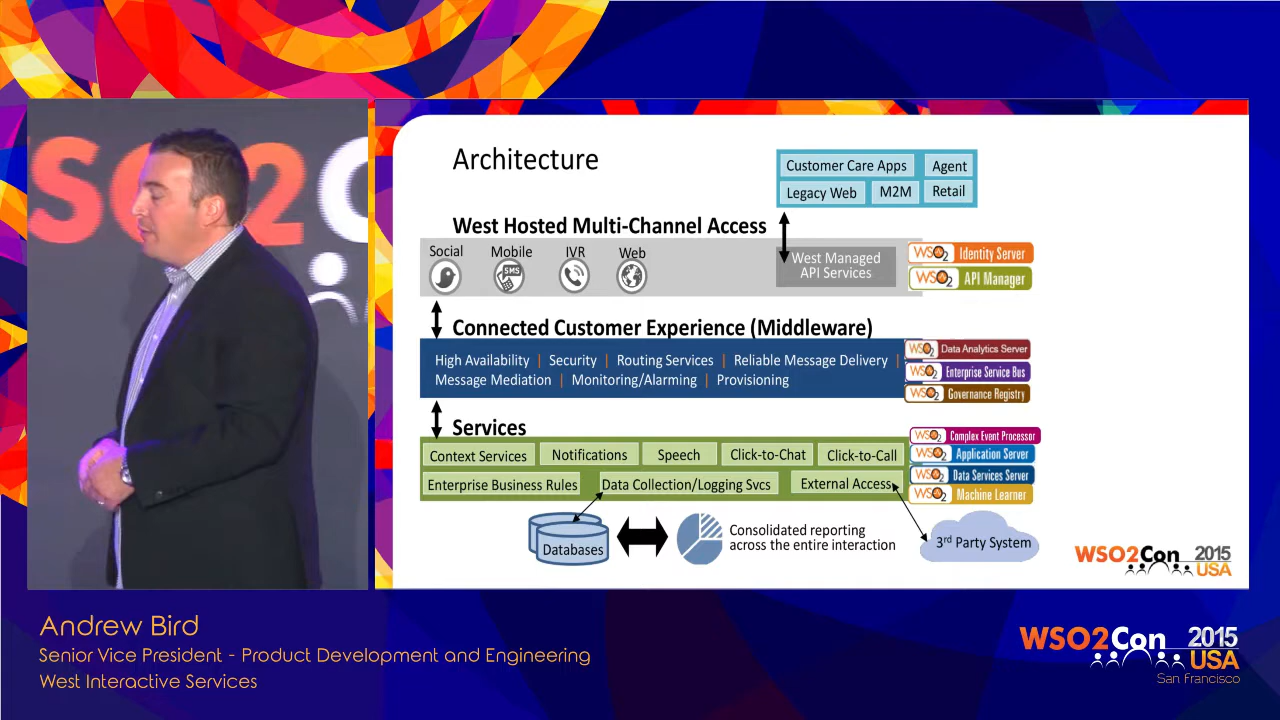 SO2C
Architecture
Customer Care Apps
Agent
Legacy Web
M2M
Retail
West Hosted Multi-Channel Access
Social
Mobile
IVR
Web
SMS
West Managed
API Services
WSO2 Identity Server
WSO2 API Manager
Connected Customer Experience (Middleware)
High Availability | Security | Routing Services | Reliable Message Delivery |
Message Mediation | Monitoring/Alarming | Provisioning
WSO2 Data Analytics Server
WSO2 Enterprise Service Bus
WSO2 Governance Registry
Services
Context Services
Notifications
Speech
Click-to-Chat
Click-to-Call
Enterprise Business Rules
Data Collection/Logging Svcs
External Access
WSO2 Complex Event Processor
WSO2 Application Server
WSO2 Data Services Server
WSO2 Machine Learner
Databases
Consolidated reporting
across the entire interaction
3rd Party System
WSO2Con 2015
USA
Andrew Bird
Senior Vice President - Product Development and Engineering
West Interactive Services
WSO2Con 2015
USA
San Francisco